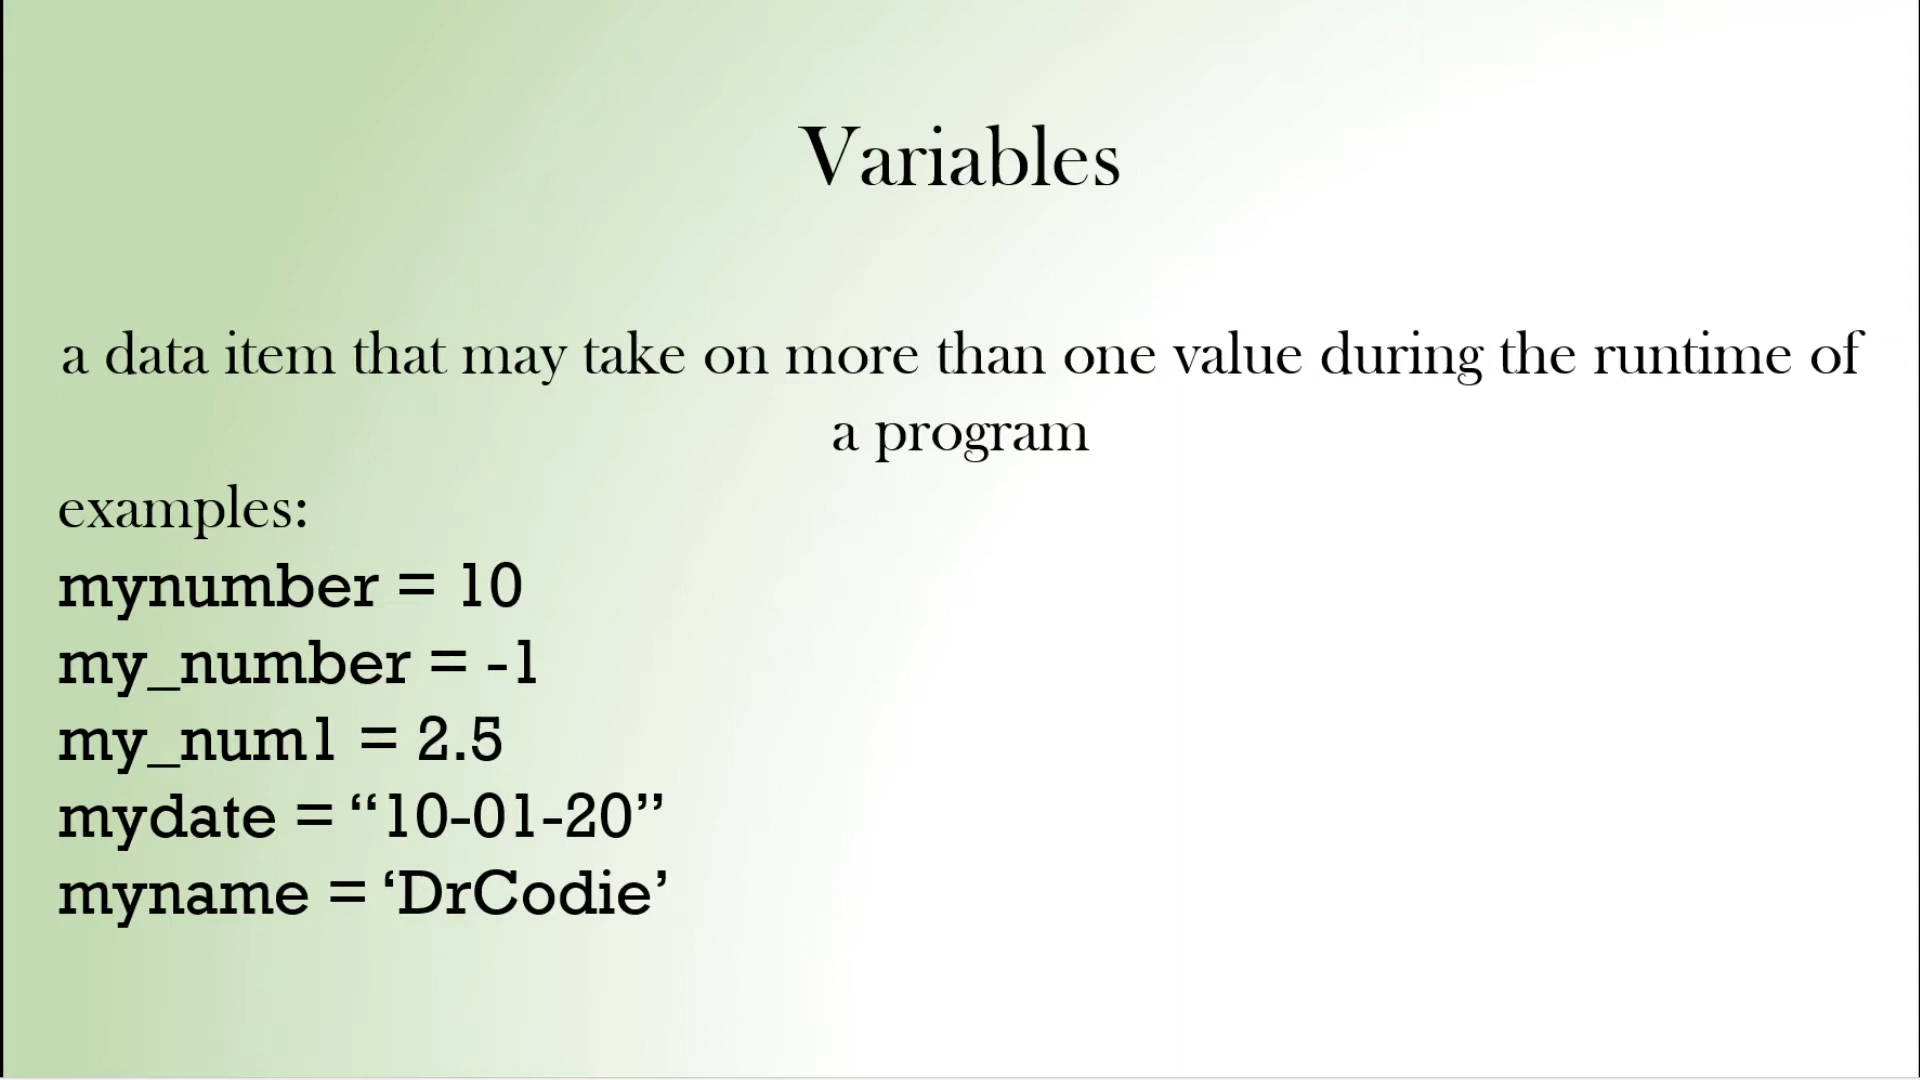 Variables
a data item that may take on more than one value during the runtime of
a program
examples:
mynumber = 10
my_number = -1
my_num1 = 2.5
mydate = “10-01-20”
myname = ‘DrCodie’